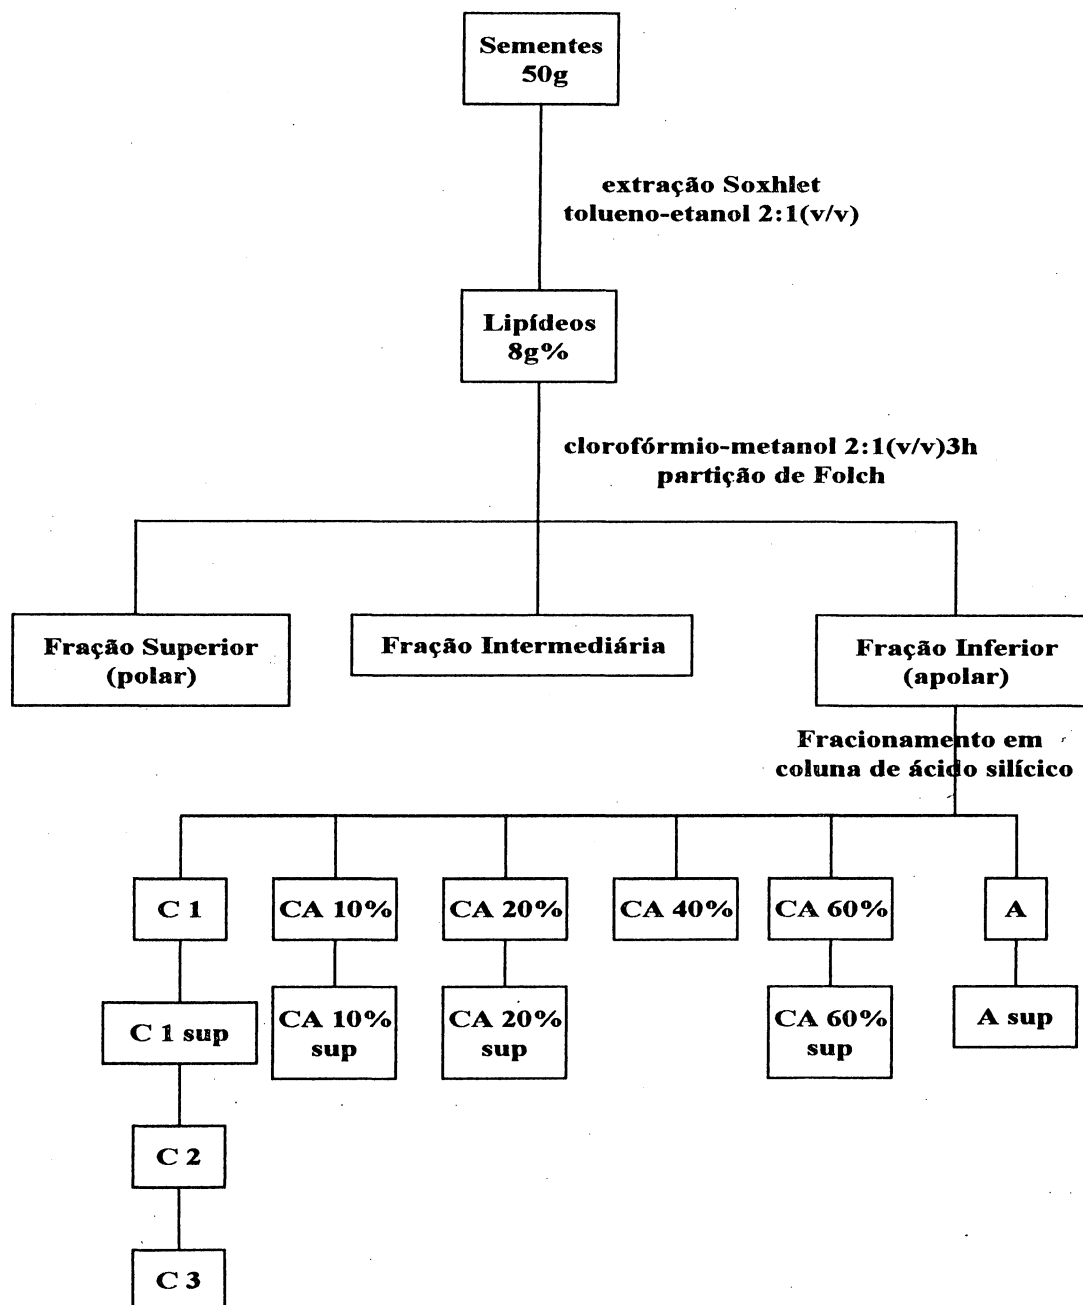 Sementes
50g
extração Soxhlet
tolueno-etanol 2:1(v/v)
Lipídeos
8g%
clorofórmio-metanol 2:1(v/v)3h
partição de Folch
Fração Superior
(polar)
Fração Intermediária
Fração Inferior
(apolar)
Fracionamento em
coluna de ácido silícico
C 1
CA 10%
CA 20%
CA 40%
CA 60%
A
C 1 sup
CA 10%
sup
CA 20%
sup
CA 60%
sup
A sup
C 2
C 3